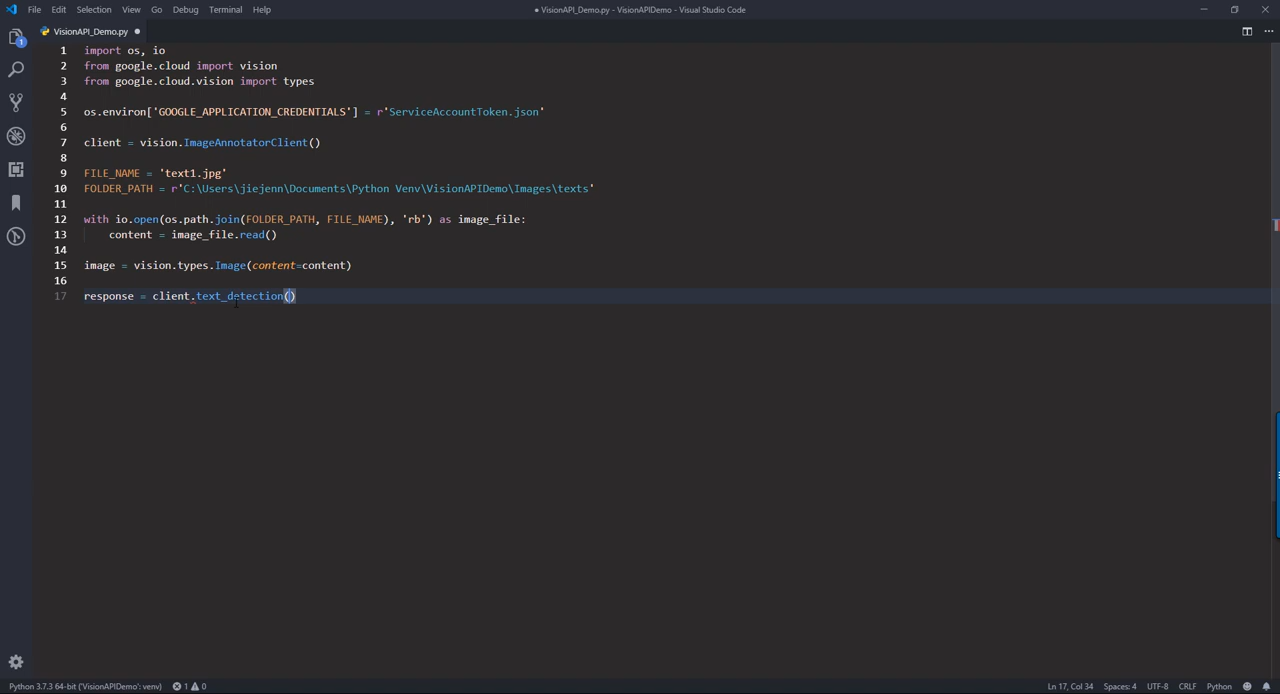 File Edit Selection View Go Debug Terminal Help
● VisionAPI_Demo.py - VisionAPIDemo - Visual Studio Code
VisionAPI_Demo.py ●
1 import os, io
2 from google.cloud import vision
3 from google.cloud.vision import types
4
5 os.environ['GOOGLE_APPLICATION_CREDENTIALS'] = r'ServiceAccountToken.json'
6
7 client = vision.ImageAnnotatorClient()
8
9 FILE_NAME = 'text1.jpg'
10 FOLDER_PATH = r'C:\Users\jiejenn\Documents\Python Venv\VisionAPIDemo\Images\texts'
11
12 with io.open(os.path.join(FOLDER_PATH, FILE_NAME), 'rb') as image_file:
13     content = image_file.read()
14
15 image = vision.types.Image(content=content)
16
17 response = client.text_detection()
1
Python 3.7.3 64-bit ('VisionAPIDemo': venv) 1 0 Ln 17, Col 34 Spaces: 4 UTF-8 CRLF Python